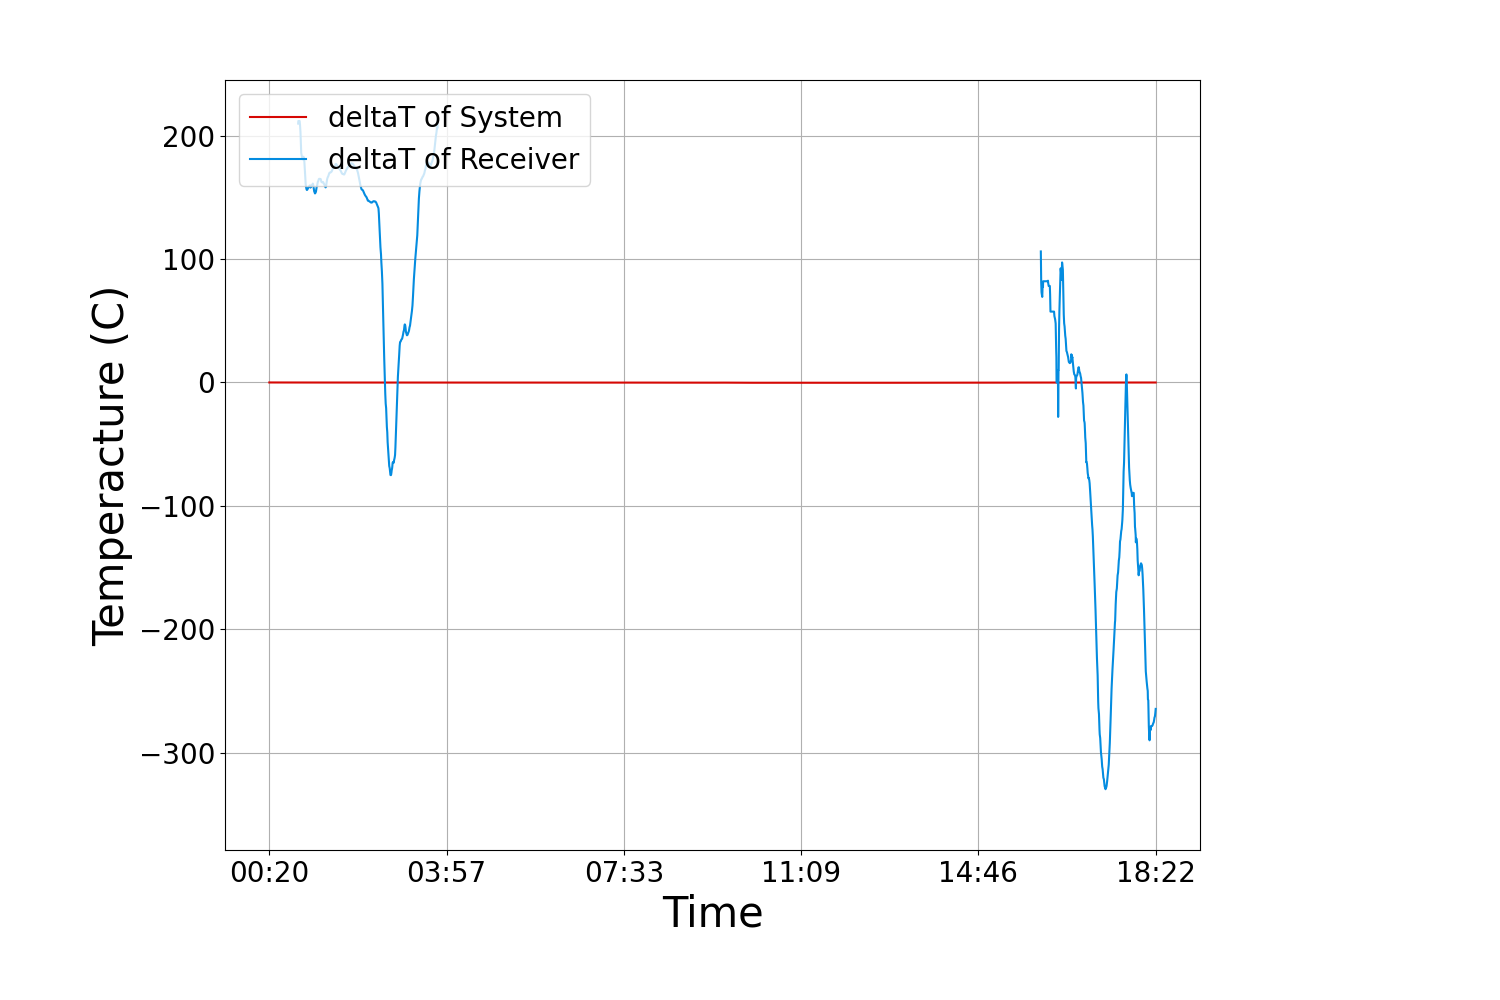 deltaT of System
deltaT of Receiver
200
100
0
−100
−200
−300
Temperacture (C)
00:20 03:57 07:33 11:09 14:46 18:22
Time